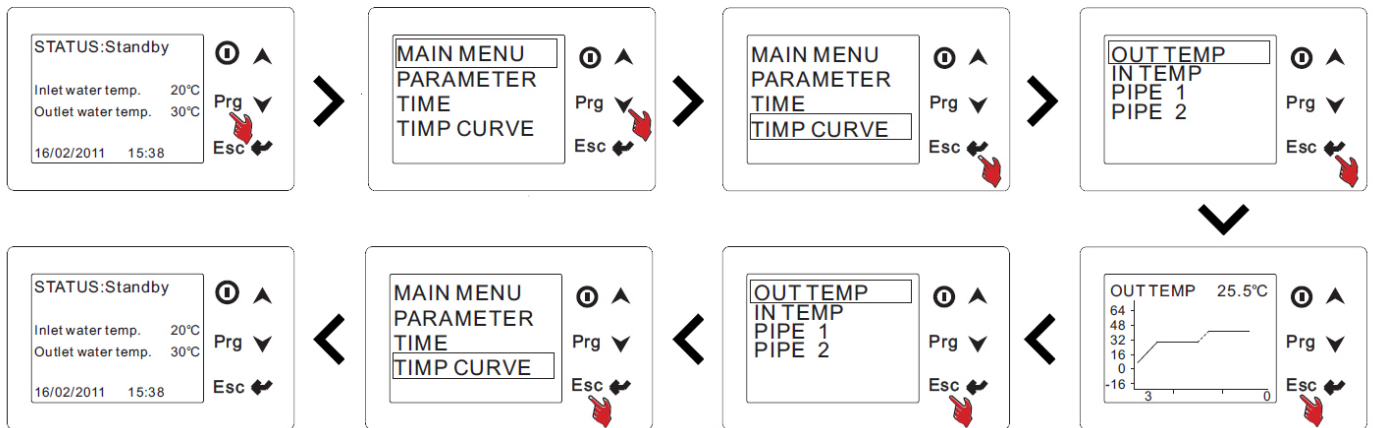 STATUS:Standby
Inlet water temp. 20℃
Outlet water temp. 30℃
16/02/2011 15:38
Prg
Esc
MAIN MENU
PARAMETER
TIME
TIMP CURVE
Prg
Esc
MAIN MENU
PARAMETER
TIME
TIMP CURVE
Prg
Esc
OUT TEMP
IN TEMP
PIPE 1
PIPE 2
Prg
Esc
STATUS:Standby
Inlet water temp. 20℃
Outlet water temp. 30℃
16/02/2011 15:38
Prg
Esc
MAIN MENU
PARAMETER
TIME
TIMP CURVE
Prg
Esc
OUT TEMP
IN TEMP
PIPE 1
PIPE 2
Prg
Esc
OUT TEMP 25.5℃
64
48
32
16
0
-16
3 0
Prg
Esc